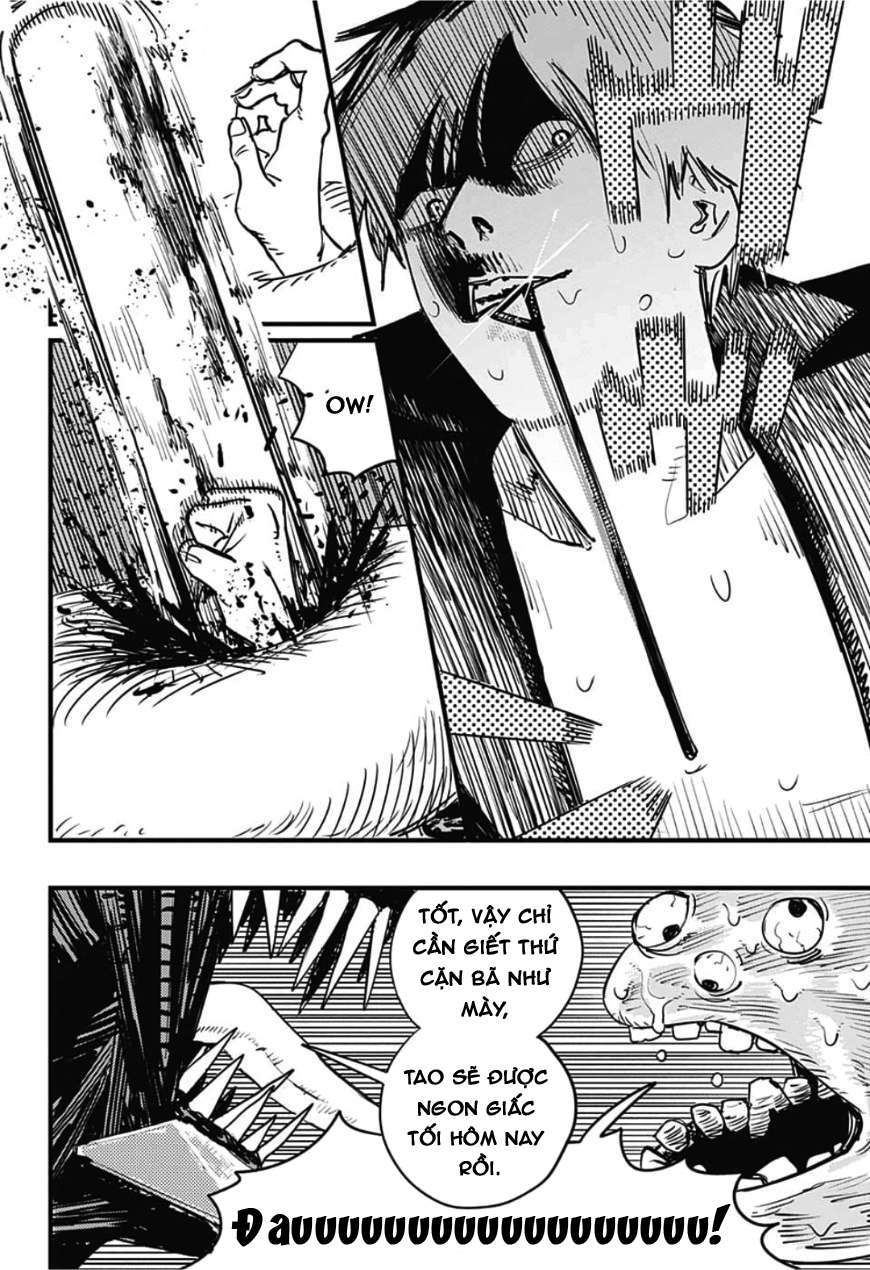 OW!
TỐT, VẬY CHỈ
CẦN GIẾT THỨ
CẶN BÃ NHƯ
MÀY,
TAO SẼ ĐƯỢC
NGON GIẤC
TỐI HÔM NAY
RỒI.
Đauuuuuuuuuuuuuuuuuuu!